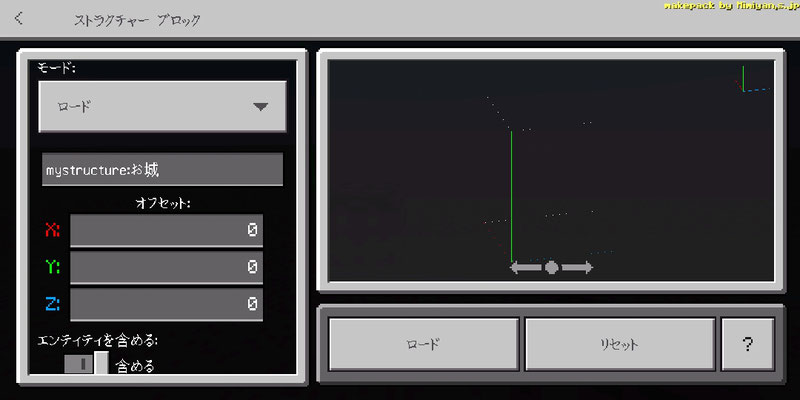 makepack by Mimiyan,s.jp
ストラクチャー ブロック
モード:
ロード
mystructure:お城
オフセット:
X: 0
Y: 0
Z: 0
エンティティを含める:
含める
ロード
リセット
?